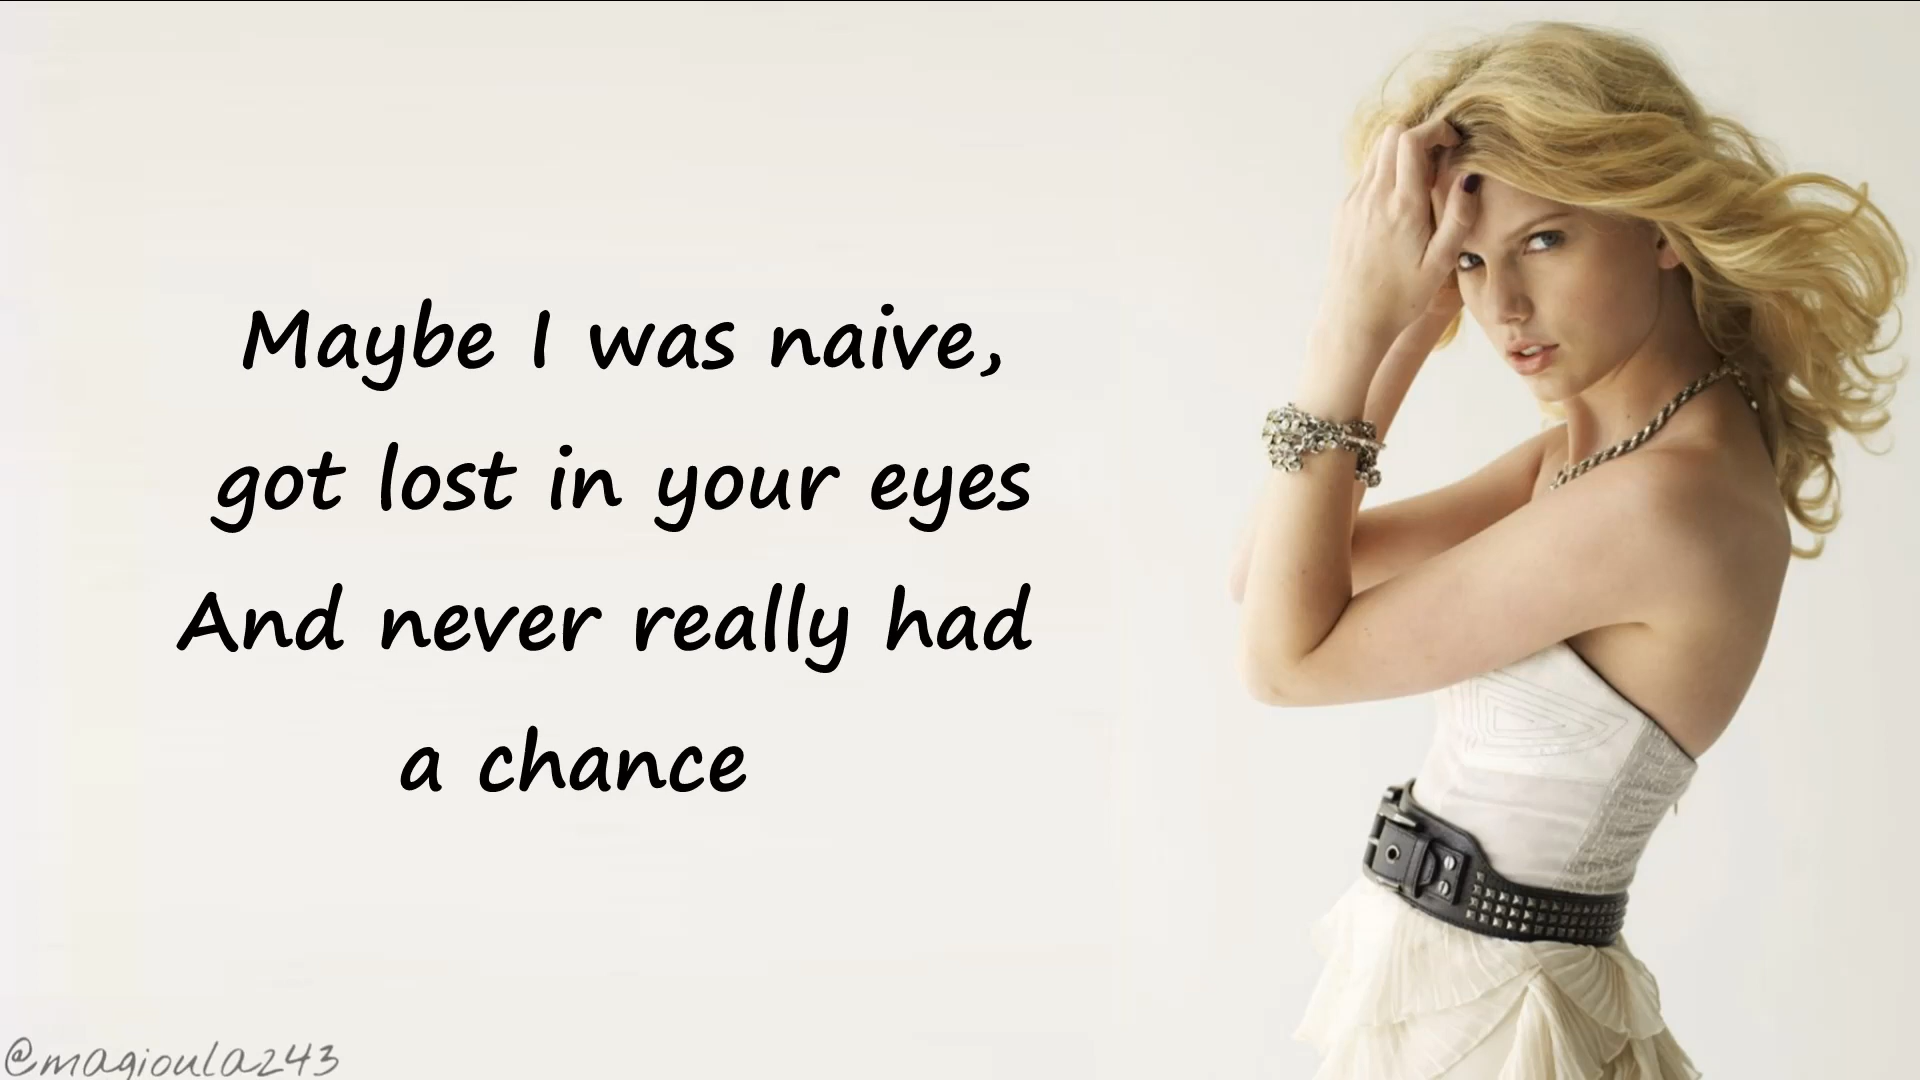 Maybe I was naive,
got lost in your eyes
And never really had
a chance
@magioula243